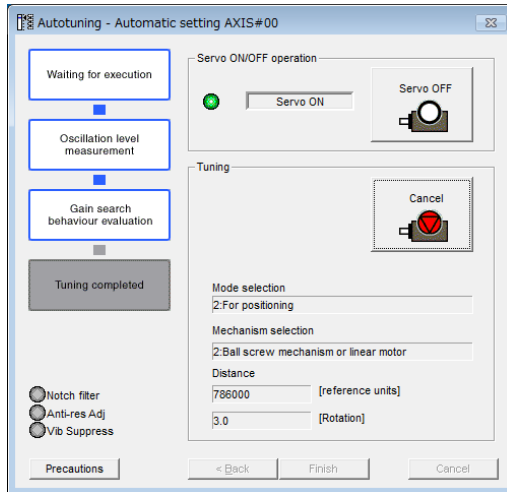 Autotuning - Automatic setting AXIS#00
Waiting for execution
Oscillation level
measurement
Gain search
behaviour evaluation
Tuning completed
Notch filter
Anti-res Adj
Vib Suppress
Precautions
Servo ON/OFF operation
Servo ON
Servo OFF
Tuning
Cancel
Mode selection
2:For positioning
Mechanism selection
2:Ball screw mechanism or linear motor
Distance
786000 [reference units]
3.0 [Rotation]
< Back
Finish
Cancel